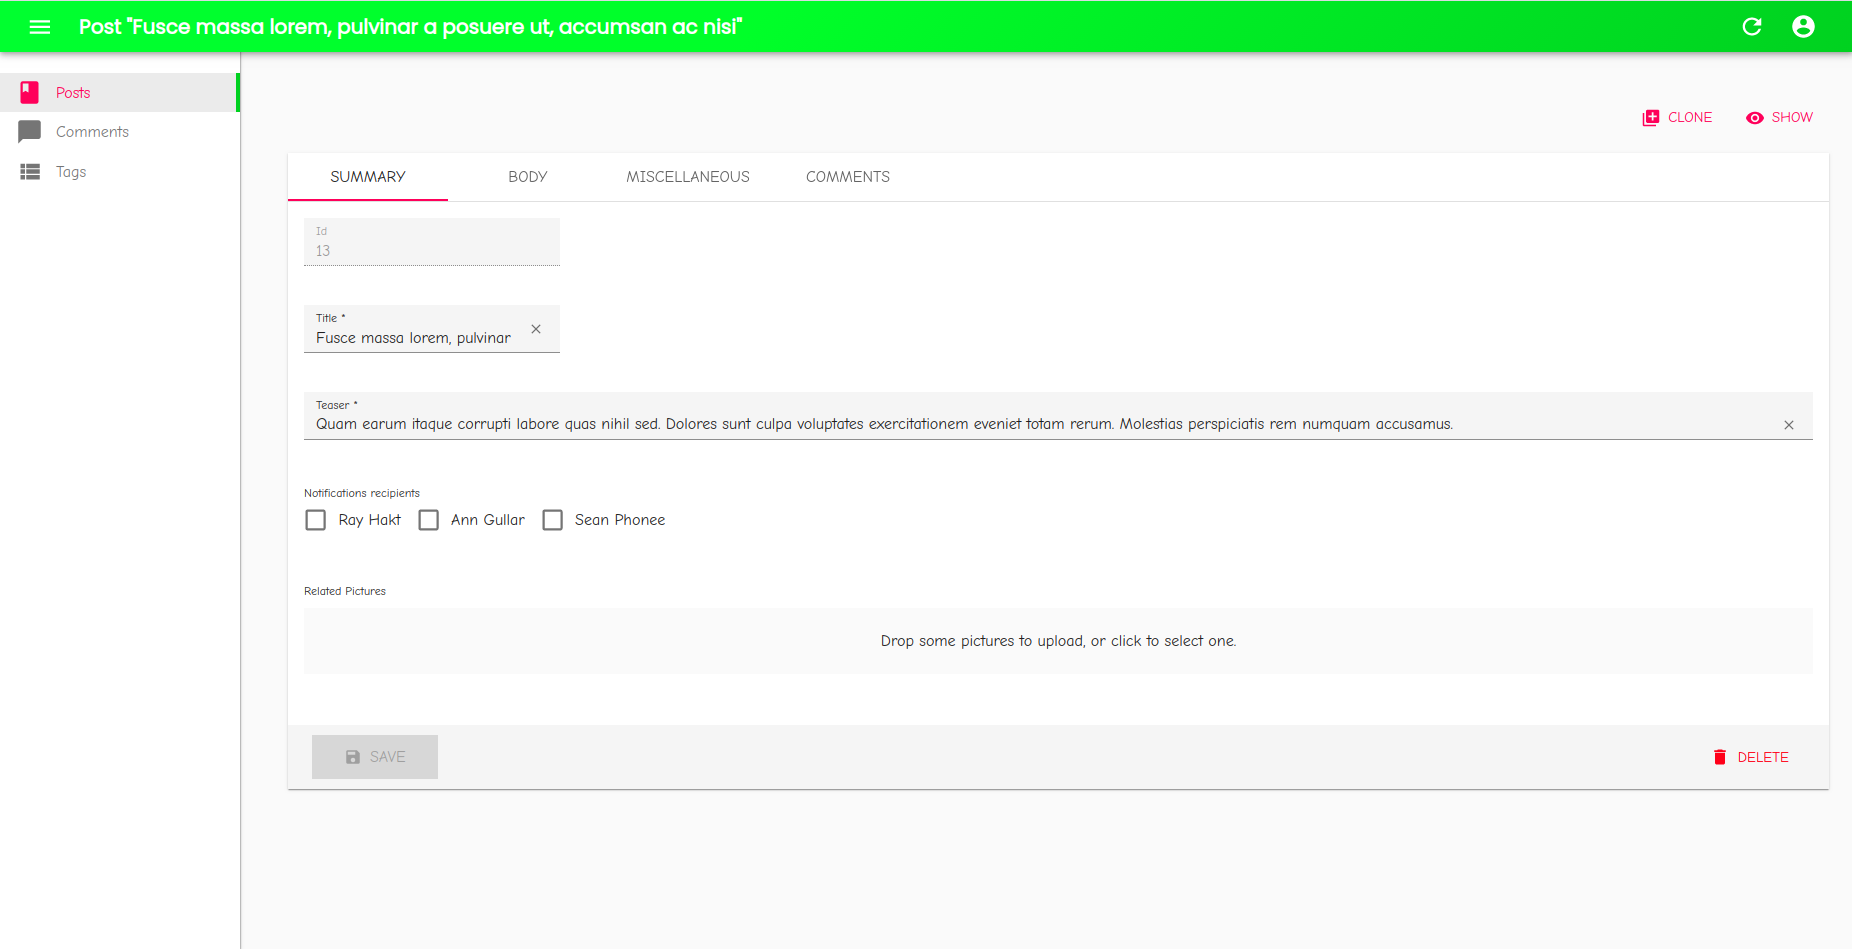 Post "Fusce massa lorem, pulvinar a posuere ut, accumsan ac nisi"
Posts
Comments
Tags
CLONE
SHOW
SUMMARY
BODY
MISCELLANEOUS
COMMENTS
Id
13
Title *
Fusce massa lorem, pulvinar
Teaser *
Quam earum itaque corrupti labore quas nihil sed. Dolores sunt culpa voluptates exercitationem eveniet totam rerum. Molestias perspiciatis rem numquam accusamus.
Notifications recipients
Ray Hakt
Ann Gullar
Sean Phonee
Related Pictures
Drop some pictures to upload, or click to select one.
SAVE
DELETE